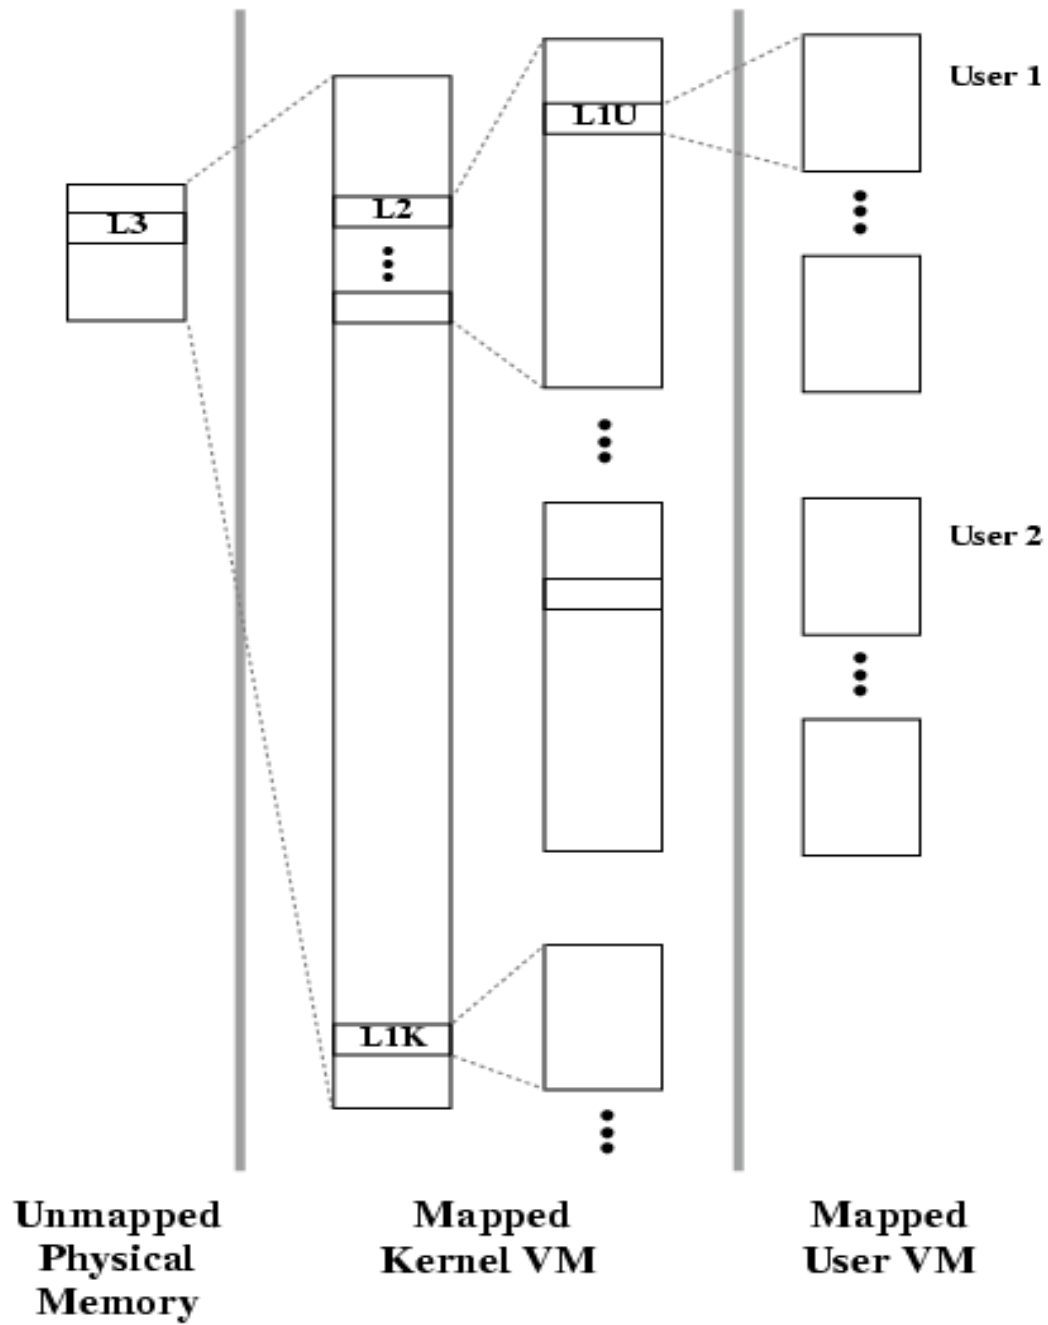 User 1
L1U
L2
L3
User 2
L1K
Unmapped
Physical
Memory
Mapped
Kernel VM
Mapped
User VM